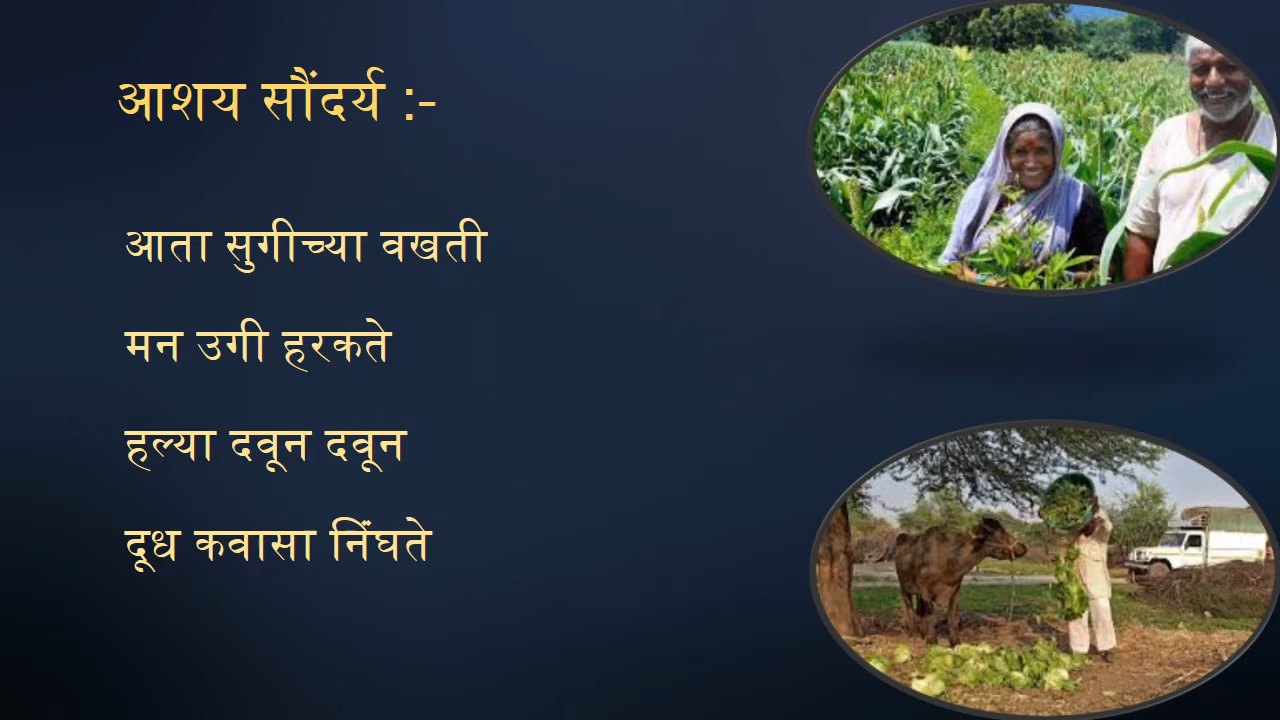 आशय सौंदर्य :-
आता सुगीच्या वखती
मन उगी हरकते
हल्या दवून दवून
दूध कवासा निंघते